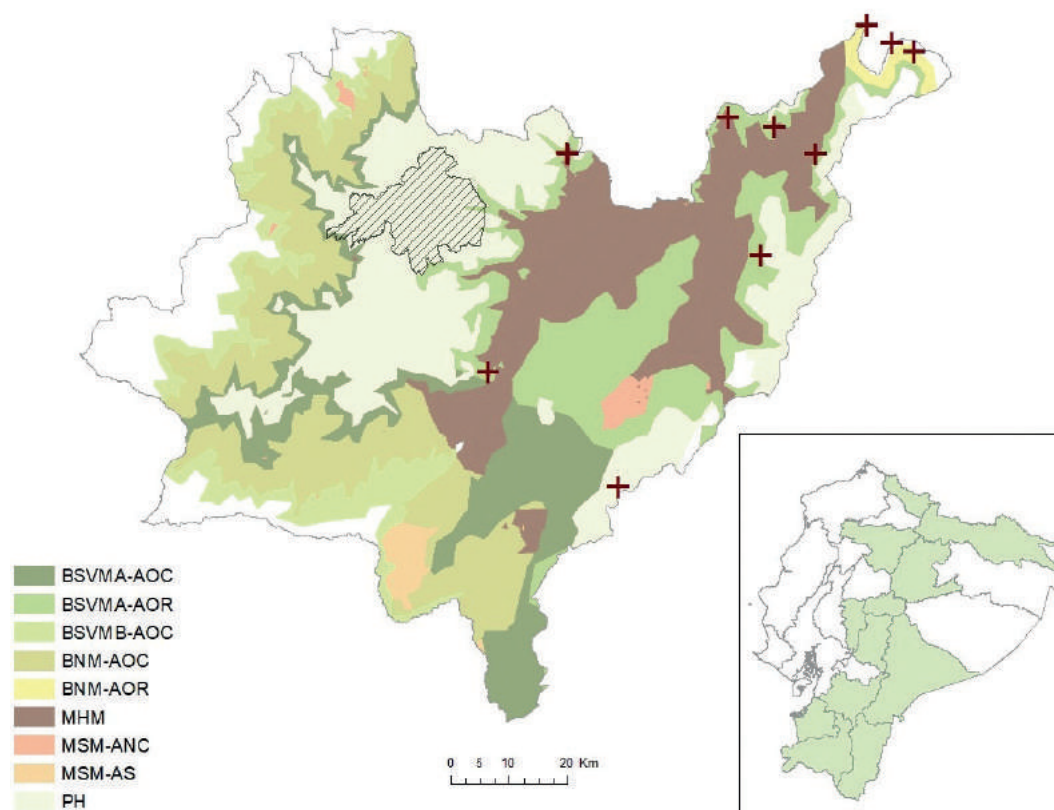 BSVMA-AOC
BSVMA-AOR
BSVMB-AOC
BNM-AOC
BNM-AOR
MHM
MSM-ANC
MSM-AS
PH
0 5 10 20 Km